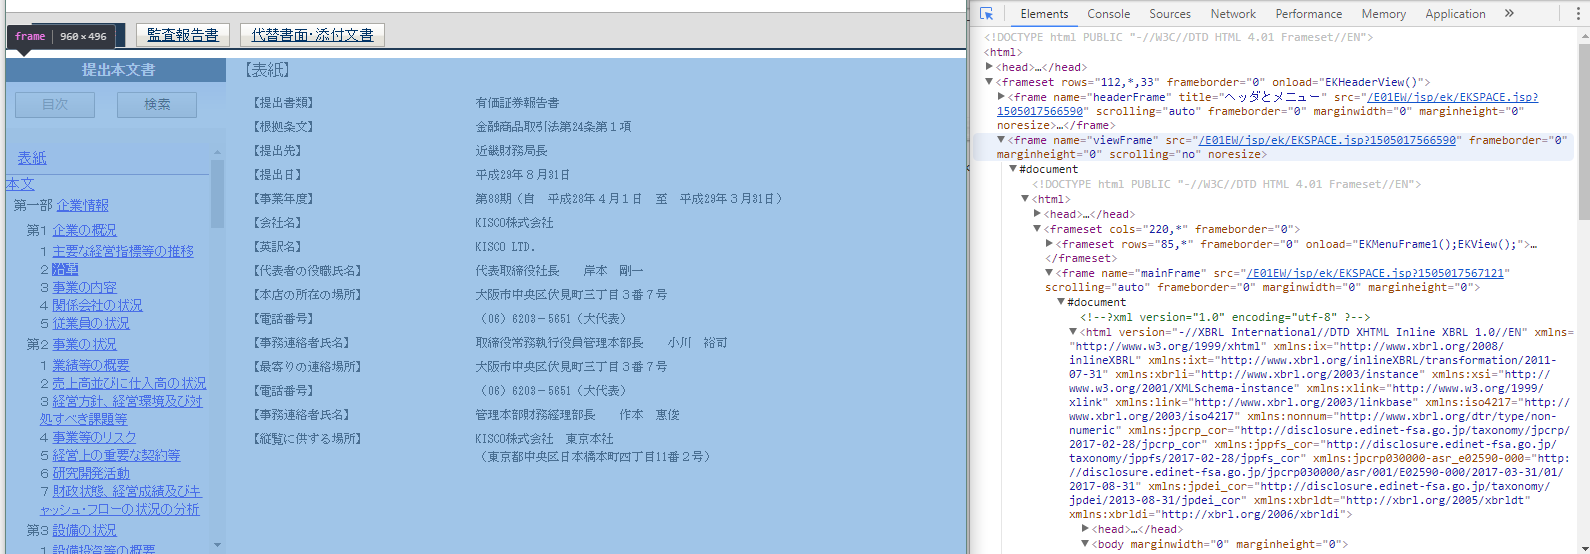 frame | 960 × 496
監査報告書
代替書面・添付文書
提出本文書
目次
検索
表紙
本文
第一部 企業情報
第1 企業の概況
1 主要な経営指標等の推移
2 沿革
3 事業の内容
4 関係会社の状況
5 従業員の状況
第2 事業の状況
1 業績等の概要
2 売上高並びに仕入高の状況
3 経営方針、経営環境及び対
処すべき課題等
4 事業等のリスク
5 経営上の重要な契約等
6 研究開発活動
7 財政状態、経営成績及びキ
ャッシュ・フローの状況の分析
第3 設備の状況
1 設備投資等の概要
【表紙】
【提出書類】 有価証券報告書
【根拠条文】 金融商品取引法第24条第１項
【提出先】 近畿財務局長
【提出日】 平成29年８月31日
【事業年度】 第88期（自　平成28年４月１日　至　平成29年３月31日）
【会社名】 KISCO株式会社
【英訳名】 KISCO LTD.
【代表者の役職氏名】 代表取締役社長　　岸本　剛一
【本店の所在の場所】 大阪市中央区伏見町三丁目３番７号
【電話番号】 （06）6203－5651（大代表）
【事務連絡者氏名】 取締役常務執行役員管理本部長　　小川　裕司
【最寄りの連絡場所】 大阪市中央区伏見町三丁目３番７号
【電話番号】 （06）6203－5651（大代表）
【事務連絡者氏名】 管理本部財務経理部長　　作本　恵俊
【縦覧に供する場所】 KISCO株式会社　東京本社
（東京都中央区日本橋本町四丁目11番２号）
Elements Console Sources Network Performance Memory Application »
<!DOCTYPE html PUBLIC "-//W3C//DTD HTML 4.01 Frameset//EN">
<html>
▶<head>…</head>
▼<frameset rows="112,*,33" frameborder="0" onload="EKHeaderView()">
▶<frame name="headerFrame" title="ヘッダとメニュー" src="/E01EW/jsp/ek/EKSPACE.jsp?
1505017566590" scrolling="auto" frameborder="0" marginwidth="0" marginheight="0"
noresize>…</frame>
▼<frame name="viewFrame" src="/E01EW/jsp/ek/EKSPACE.jsp?1505017566590" frameborder="0"
marginheight="0" scrolling="no" noresize>
▼#document
<!DOCTYPE html PUBLIC "-//W3C//DTD HTML 4.01 Frameset//EN">
▼<html>
▶<head>…</head>
▼<frameset cols="220,*" frameborder="0">
▶<frameset rows="85,*" frameborder="0" onload="EKMenuFrame1();EKView();">…
</frameset>
▼<frame name="mainFrame" src="/E01EW/jsp/ek/EKSPACE.jsp?1505017567121"
scrolling="auto" frameborder="0" marginwidth="0" marginheight="0">
▼#document
<!--?xml version="1.0" encoding="utf-8" ?-->
▼<html version="-//XBRL International//DTD XHTML Inline XBRL 1.0//EN" xmlns=
"http://www.w3.org/1999/xhtml" xmlns:ix="http://www.xbrl.org/2008/
inlineXBRL" xmlns:ixt="http://www.xbrl.org/inlineXBRL/transformation/2011-
07-31" xmlns:xbrli="http://www.xbrl.org/2003/instance" xmlns:xsi="http://
www.w3.org/2001/XMLSchema-instance" xmlns:xlink="http://www.w3.org/1999/
xlink" xmlns:link="http://www.xbrl.org/2003/linkbase" xmlns:iso4217="http://
www.xbrl.org/2003/iso4217" xmlns:nonnum="http://www.xbrl.org/dtr/type/non-
numeric" xmlns:jpcrp_cor="http://disclosure.edinet-fsa.go.jp/taxonomy/jpcrp/
2017-02-28/jpcrp_cor" xmlns:jppfs_cor="http://disclosure.edinet-fsa.go.jp/
taxonomy/jppfs/2017-02-28/jppfs_cor" xmlns:jpcrp030000-asr_e02590-000="http:
//disclosure.edinet-fsa.go.jp/jpcrp030000/asr/001/E02590-000/2017-03-31/01/
2017-08-31" xmlns:jpdei_cor="http://disclosure.edinet-fsa.go.jp/taxonomy/
jpdei/2013-08-31/jpdei_cor" xmlns:xbrldt="http://xbrl.org/2005/xbrldt"
xmlns:xbrldi="http://xbrl.org/2006/xbrldi">
▶<head>…</head>
▼<body marginwidth="0" marginheight="0">